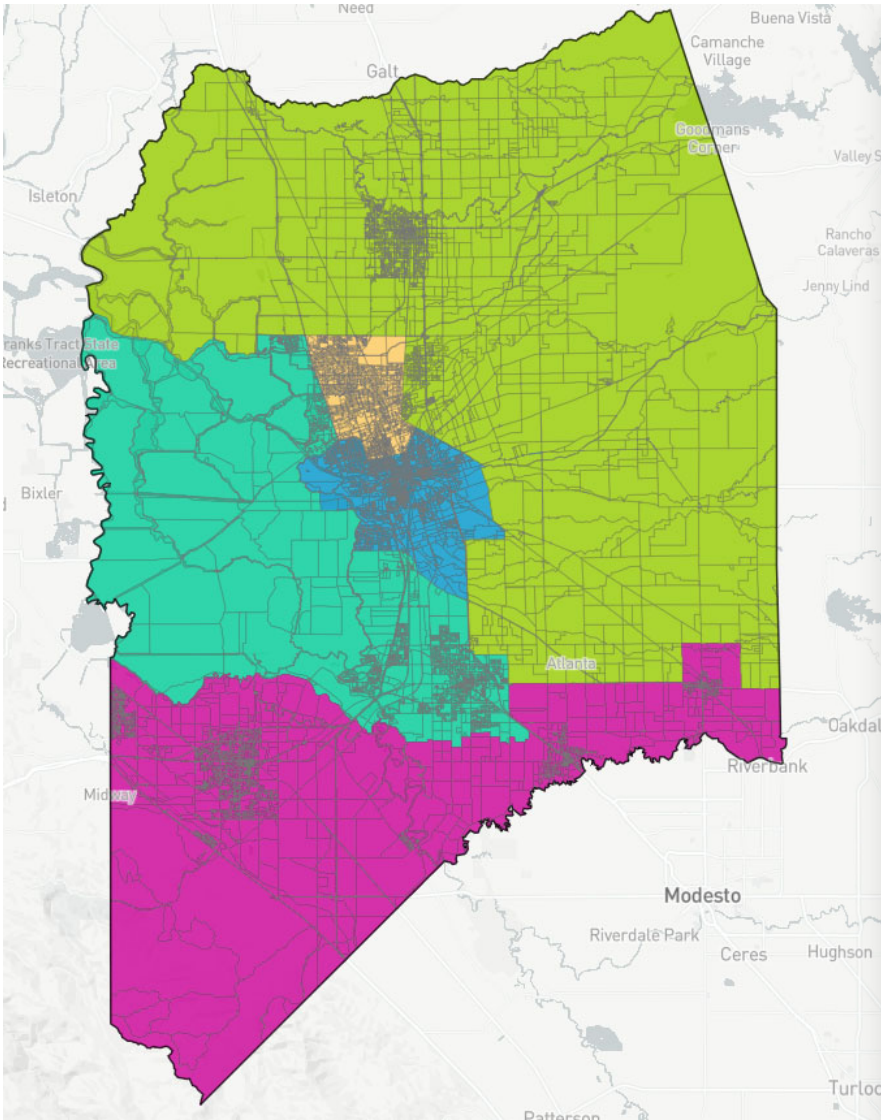 Need
Buena Vista
Camanche
Village
Galt
Goodmans
Corner
Valley S
Isleton
Rancho
Calaveras
Jenny Lind
ranks Tract State
Recreational Area
Bixler
Atlanta
Oakdal
Riverbank
Midway
Modesto
Riverdale Park
Ceres
Hughson
Turloc
Patterson